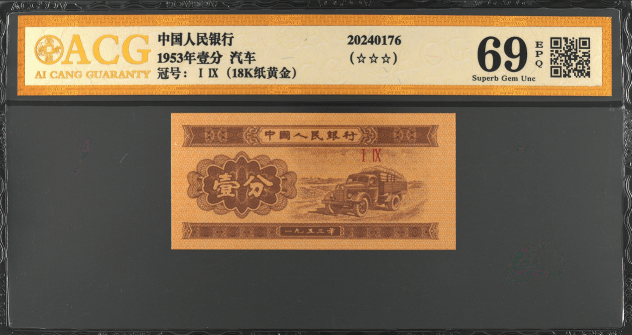 ACG
AI CANG GUARANTY
中国人民银行
1953年壹分 汽车
冠号：Ⅰ Ⅸ（18K纸黄金）
20240176
(☆☆☆)
69
EPQ
Superb Gem Unc
中國人民銀行
Ⅰ Ⅸ
壹分
一九五三年